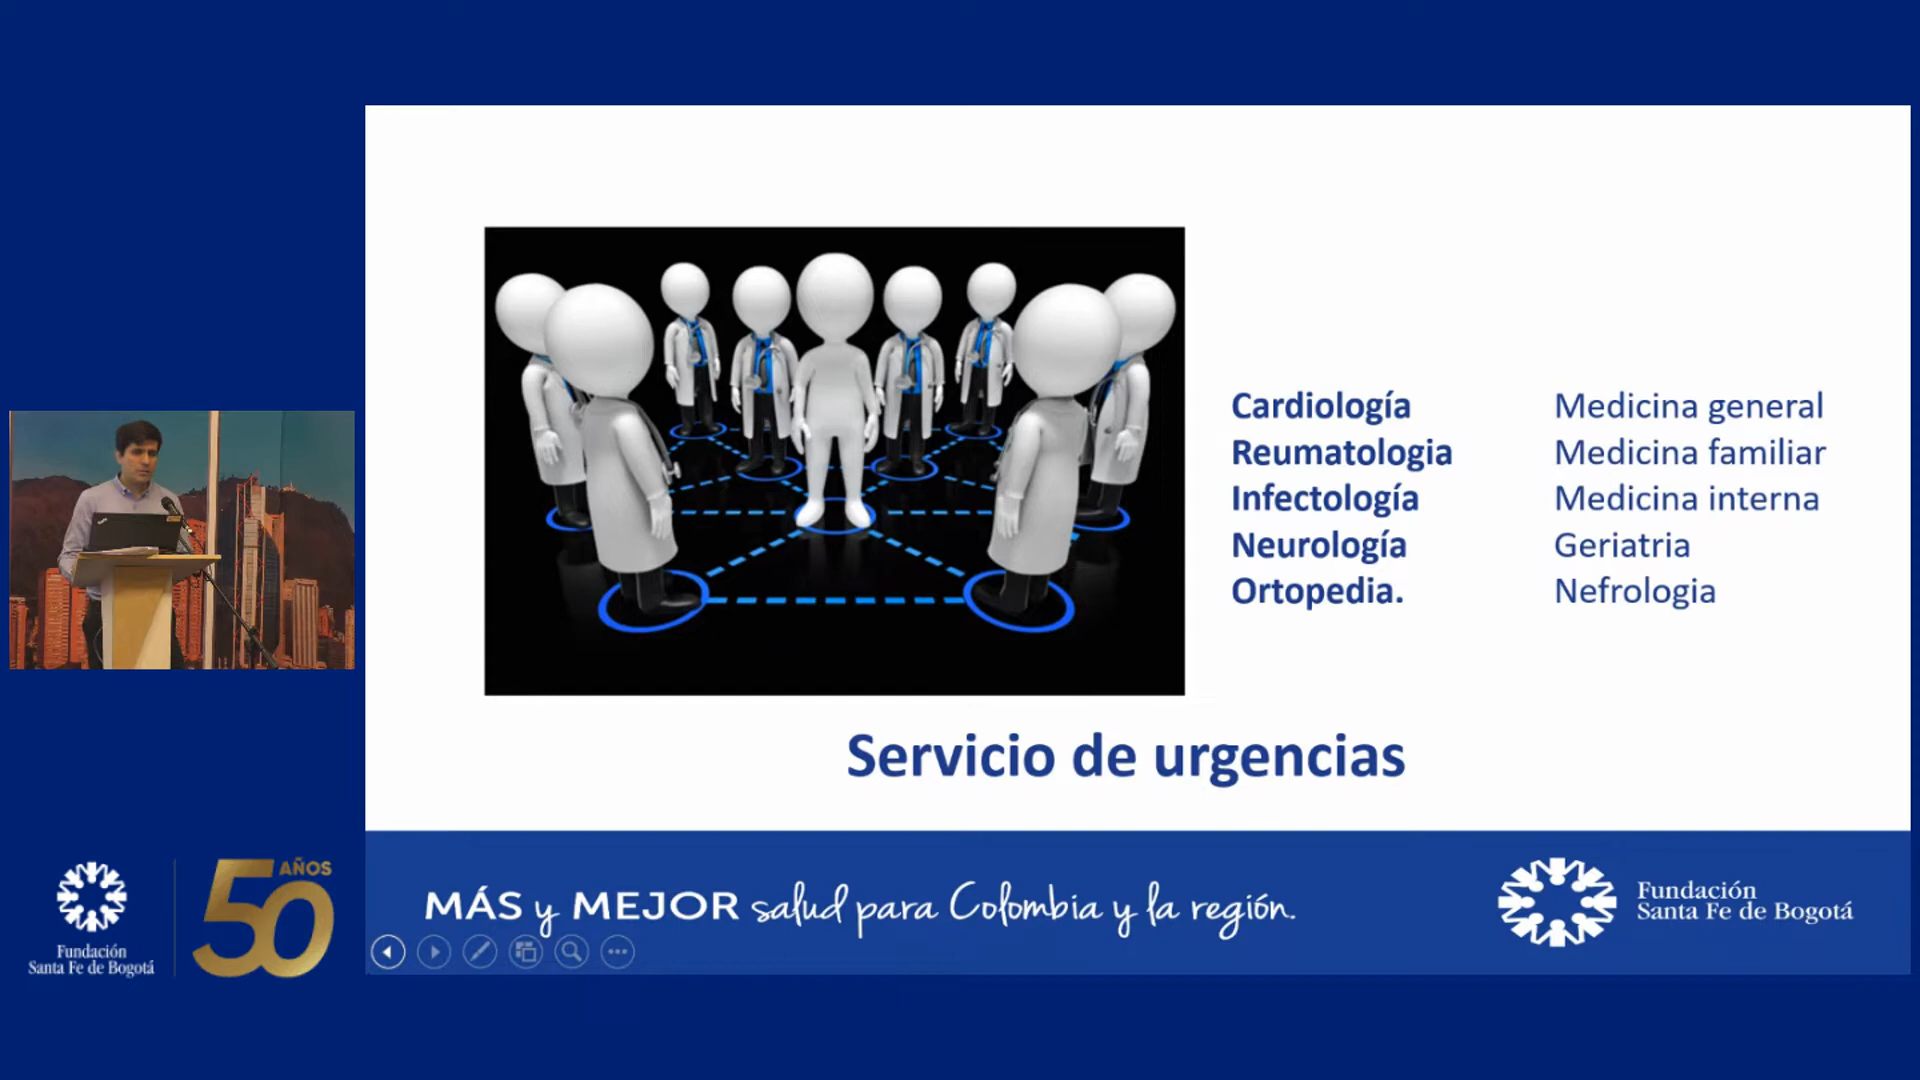 Cardiología
Reumatologia
Infectología
Neurología
Ortopedia.
Medicina general
Medicina familiar
Medicina interna
Geriatria
Nefrologia
Servicio de urgencias
MÁS y MEJOR salud para Colombia y la región.
Fundación
Santa Fe de Bogotá
Fundación
Santa Fe de Bogotá
50 AÑOS